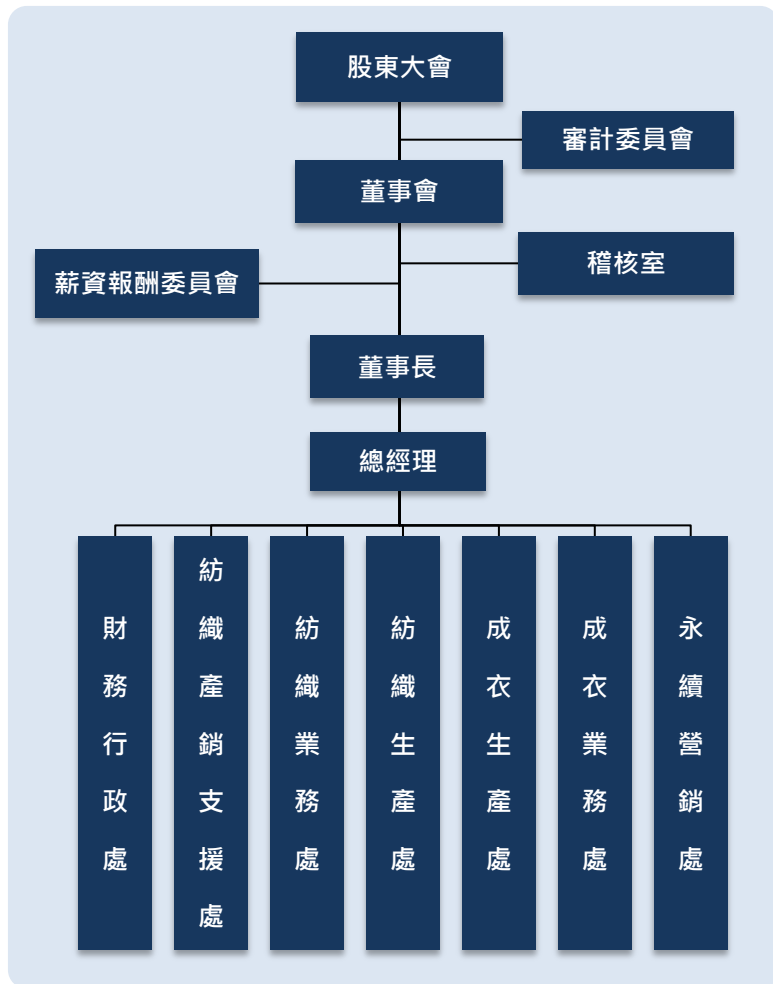 股東大會
審計委員會
董事會
稽核室
薪資報酬委員會
董事長
總經理
財務行政處
紡織產銷支援處
紡織業務處
紡織生產處
成衣生產處
成衣業務處
永續營銷處